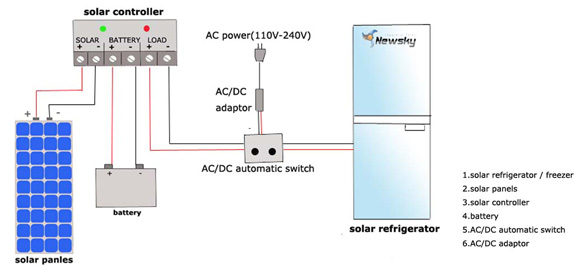 solar controller
SOLAR BATTERY LOAD
+ - + - + -
AC power(110V-240V)
AC/DC
adaptor
-
AC/DC automatic switch
Newsky
+ -
+ -
battery
solar panles
solar refrigerator
1.solar refrigerator / freezer
2.solar panels
3.solar controller
4.battery
5.AC/DC automatic switch
6.AC/DC adaptor